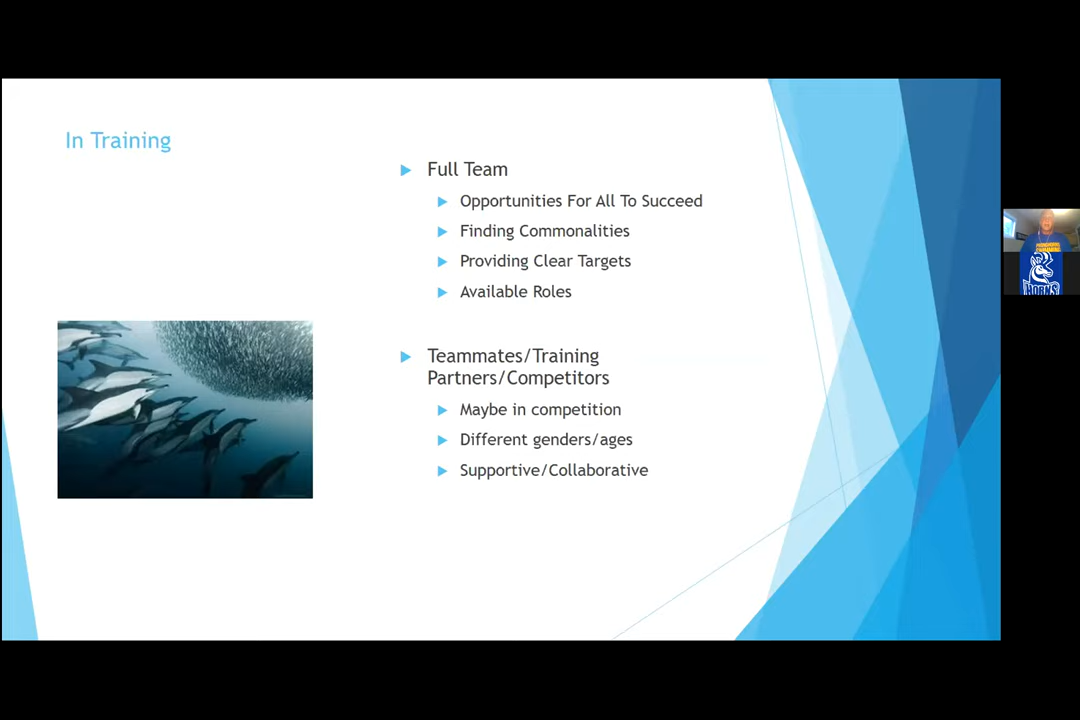 In Training
Full Team
Opportunities For All To Succeed
Finding Commonalities
Providing Clear Targets
Available Roles
Teammates/Training
Partners/Competitors
Maybe in competition
Different genders/ages
Supportive/Collaborative
HORNS